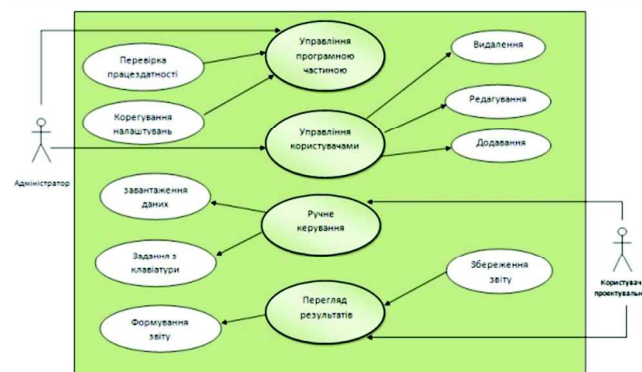 Перевірка
працездатності
Управління
програмною
частиною
Видалення
Корегування
налаштувань
Редагування
Управління
користувачами
Додавання
Адміністратор
завантаження
даних
Ручне
керування
Задання з
клавіатури
Збереження
звіту
Користувач
Перегляд
результатів
Формування
звіту